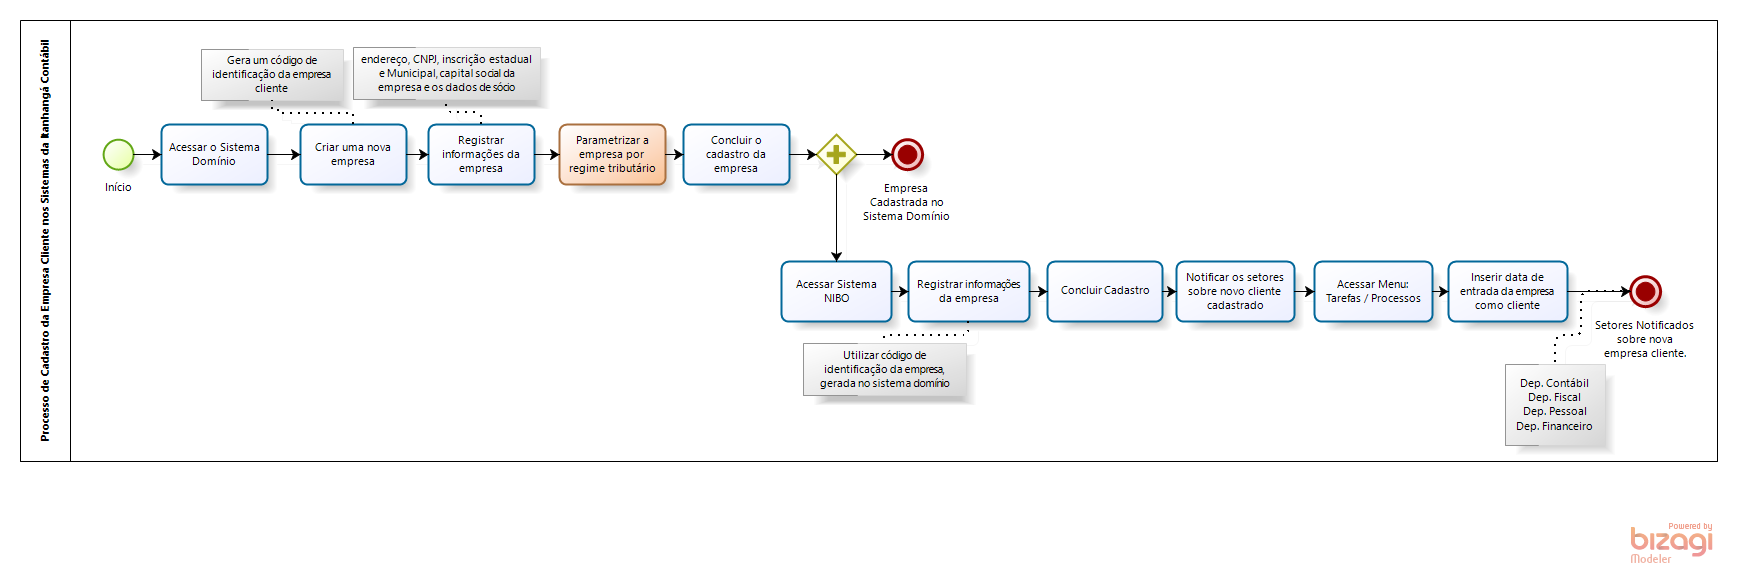 Processo de Cadastro da Empresa Cliente nos Sistemas da Itanhangá Contábil
Gera um código de
identificação da empresa
cliente
endereço, CNPJ, inscrição estadual
e Municipal, capital social da
empresa e os dados de sócio
Início
Acessar o Sistema
Domínio
Criar uma nova
empresa
Registrar
informações da
empresa
Parametrizar a
empresa por
regime tributário
Concluir o
cadastro da
empresa
Empresa
Cadastrada no
Sistema Domínio
Acessar Sistema
NIBO
Registrar informações
da empresa
Concluir Cadastro
Notificar os setores
sobre novo cliente
cadastrado
Acessar Menu:
Tarefas / Processos
Inserir data de
entrada da empresa
como cliente
Setores Notificados
sobre nova
empresa cliente.
Utilizar código de
identificação da empresa,
gerada no sistema domínio
Dep. Contábil
Dep. Fiscal
Dep. Pessoal
Dep. Financeiro
Powered by
bizagi
Modeler